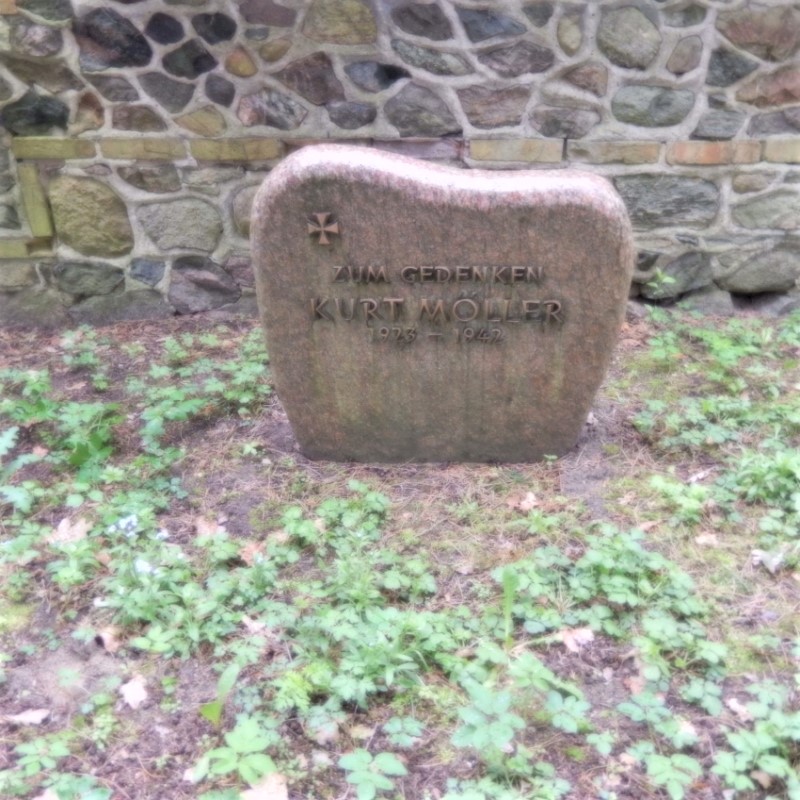 ZUM GEDENKEN
KURT MÖLLER
1923 – 1942